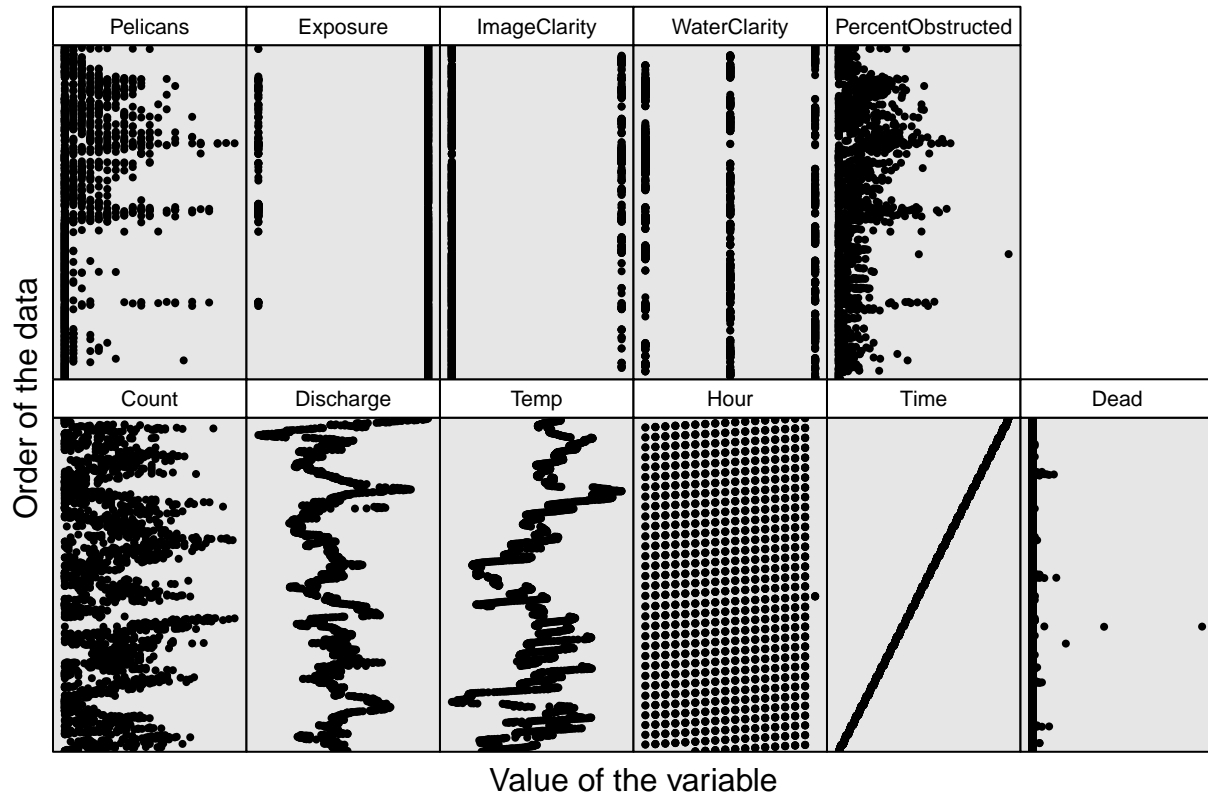 Pelicans Exposure ImageClarity WaterClarity PercentObstructed
Count Discharge Temp Hour Time Dead
Order of the data
Value of the variable